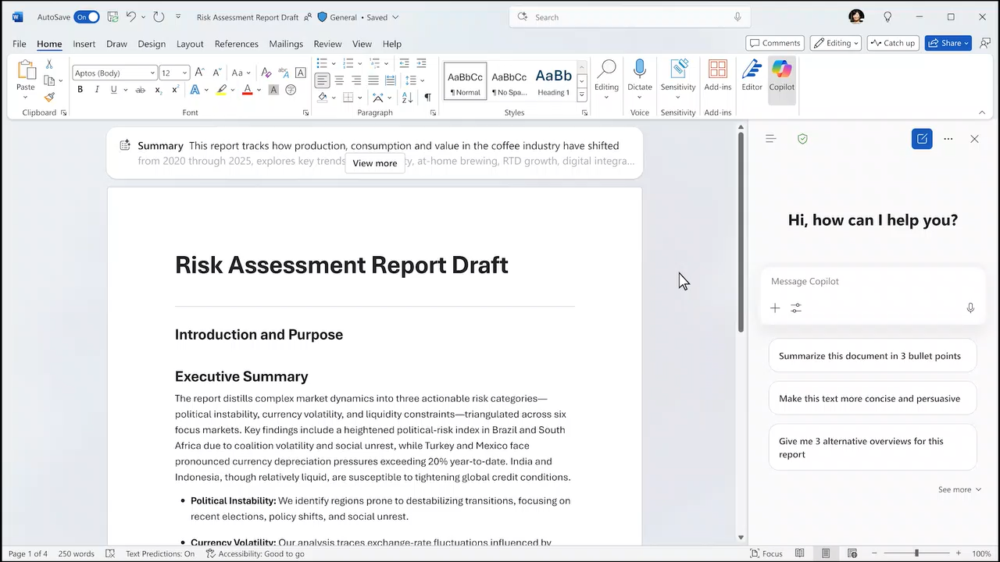 AutoSave On Risk Assessment Report Draft General • Saved Search
File Home Insert Draw Design Layout References Mailings Review View Help Comments Editing Catch up Share
Paste Aptos (Body) 12 Aa AaBbCc AaBbCc AaBb Editing Dictate Sensitivity Add-ins Editor Copilot
¶ Normal ¶ No Spa... Heading 1
Clipboard Font Paragraph Styles Voice Sensitivity Add-ins
Summary This report tracks how production, consumption and value in the coffee industry have shifted
from 2020 through 2025, explores key trends
View more
at-home brewing, RTD growth, digital integra...
Risk Assessment Report Draft
Introduction and Purpose
Executive Summary
The report distills complex market dynamics into three actionable risk categories—
political instability, currency volatility, and liquidity constraints—triangulated across six
focus markets. Key findings include a heightened political-risk index in Brazil and South
Africa due to coalition volatility and social unrest, while Turkey and Mexico face
pronounced currency depreciation pressures exceeding 20% year-to-date. India and
Indonesia, though relatively liquid, are susceptible to tightening global credit conditions.
• Political Instability: We identify regions prone to destabilizing transitions, focusing on
recent elections, policy shifts, and social unrest.
• Currency Volatility: Our analysis traces exchange-rate fluctuations influenced by
Hi, how can I help you?
Message Copilot
Summarize this document in 3 bullet points
Make this text more concise and persuasive
Give me 3 alternative overviews for this
report
See more
Page 1 of 4 250 words Text Predictions: On Accessibility: Good to go Focus 100%